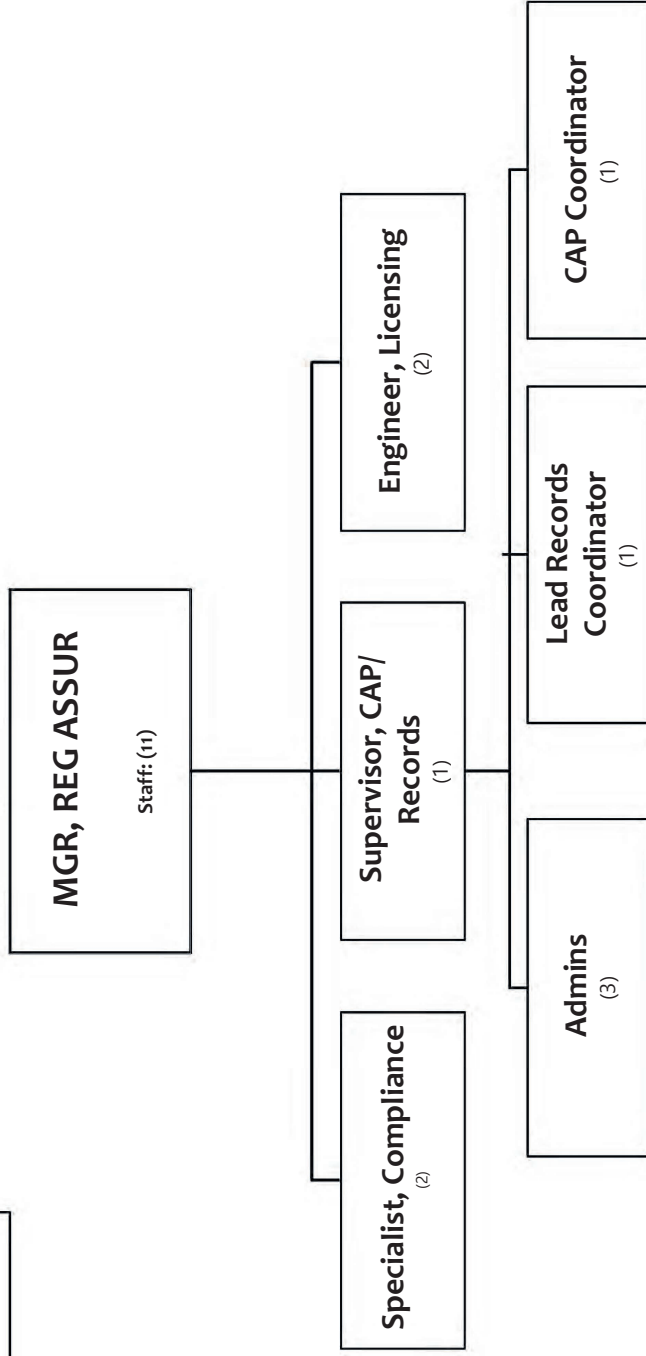 MGR, REG ASSUR
Staff: (11)
Specialist, Compliance
(2)
Supervisor, CAP/
Records
(1)
Engineer, Licensing
(2)
Admins
(3)
Lead Records
Coordinator
(1)
CAP Coordinator
(1)